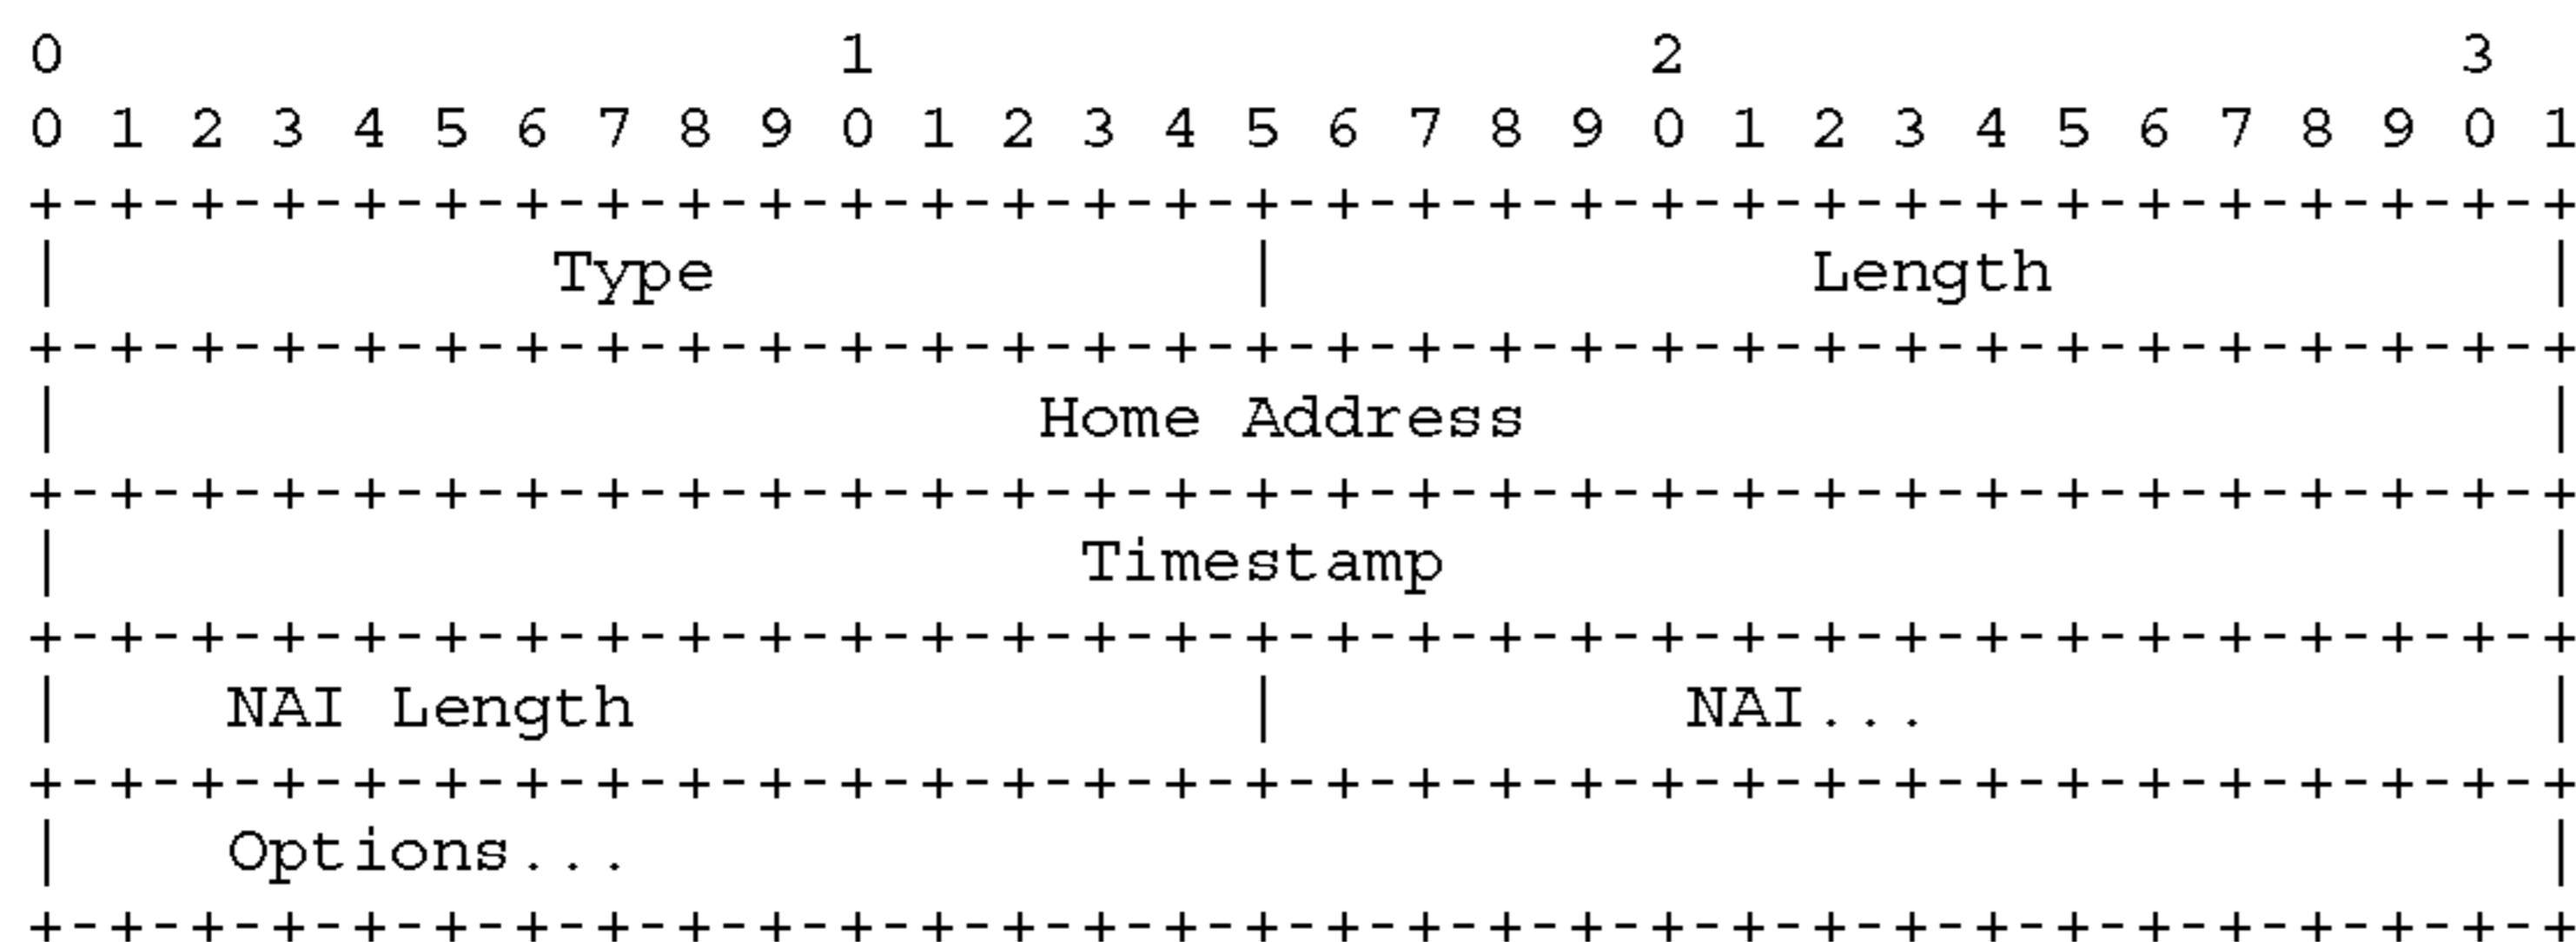 0                   1                   2                   3
0 1 2 3 4 5 6 7 8 9 0 1 2 3 4 5 6 7 8 9 0 1 2 3 4 5 6 7 8 9 0 1
+-+-+-+-+-+-+-+-+-+-+-+-+-+-+-+-+-+-+-+-+-+-+-+-+-+-+-+-+-+-+-+
|            Type             |             Length            |
+-+-+-+-+-+-+-+-+-+-+-+-+-+-+-+-+-+-+-+-+-+-+-+-+-+-+-+-+-+-+-+
|                        Home Address                         |
+-+-+-+-+-+-+-+-+-+-+-+-+-+-+-+-+-+-+-+-+-+-+-+-+-+-+-+-+-+-+-+
|                         Timestamp                           |
+-+-+-+-+-+-+-+-+-+-+-+-+-+-+-+-+-+-+-+-+-+-+-+-+-+-+-+-+-+-+-+
|    NAI Length               |          NAI...               |
+-+-+-+-+-+-+-+-+-+-+-+-+-+-+-+-+-+-+-+-+-+-+-+-+-+-+-+-+-+-+-+
|    Options...                                               |
+-+-+-+-+-+-+-+-+-+-+-+-+-+-+-+-+-+-+-+-+-+-+-+-+-+-+-+-+-+-+-+